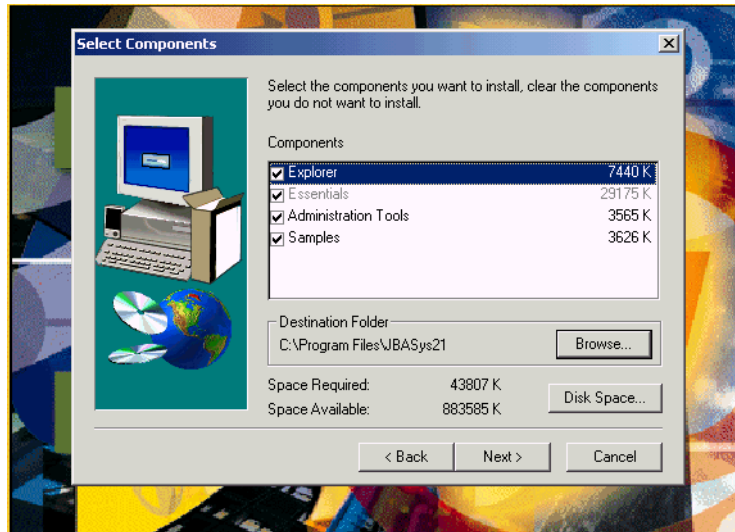 Select Components
Select the components you want to install, clear the components
you do not want to install.
Components
Explorer 7440 K
Essentials 29175 K
Administration Tools 3565 K
Samples 3626 K
Destination Folder
C:\Program Files\JBASys21
Browse...
Space Required: 43807 K
Space Available: 883585 K
Disk Space...
< Back
Next >
Cancel